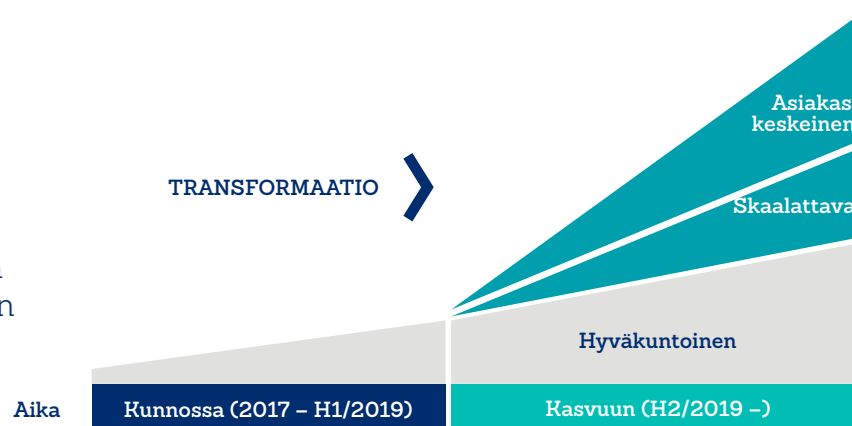 Asiakas
keskeinen
TRANSFORMAATIO
Skaalattava
n
Hyväkuntoinen
Aika
Kunnossa (2017 – H1/2019)
Kasvuun (H2/2019 –)